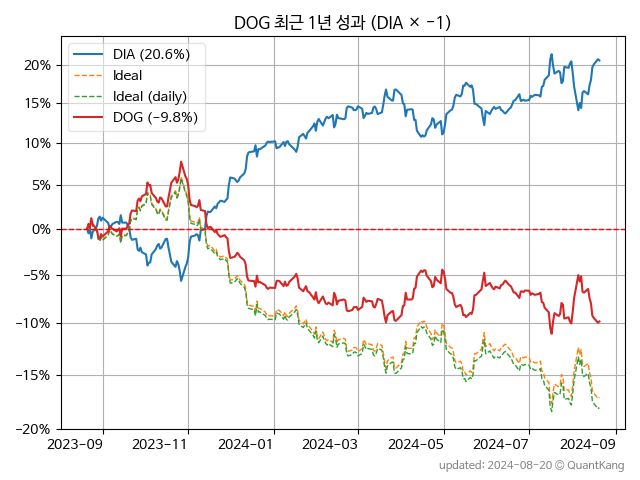 DOG 최근 1년 성과 (DIA × −1)
DIA (20.6%)
Ideal
Ideal (daily)
DOG (−9.8%)
20%
15%
10%
5%
0%
−5%
−10%
−15%
−20%
2023−09 2023−11 2024−01 2024−03 2024−05 2024−07 2024−09
updated: 2024−08−20 © QuantKang